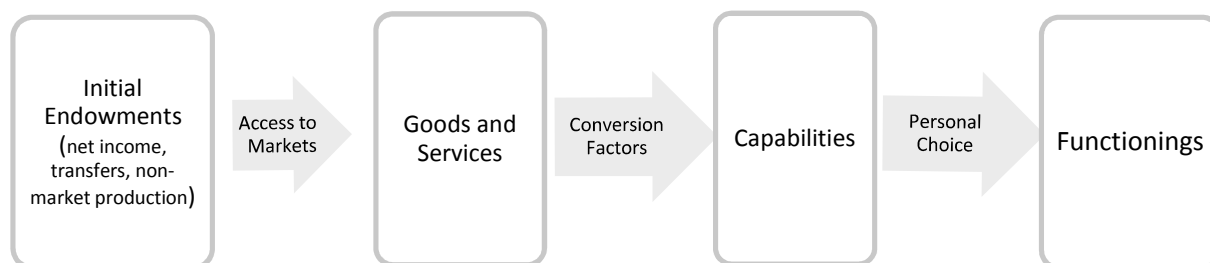 Initial
Endowments
(net income,
transfers, non-
market production)
Access to
Markets
Goods and
Services
Conversion
Factors
Capabilities
Personal
Choice
Functionings